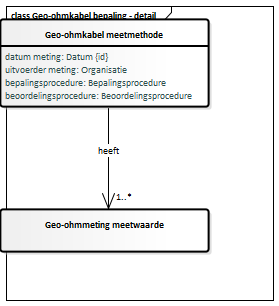 class Geo-ohmkabel bepaling - detail
Geo-ohmkabel meetmethode
datum meting: Datum {id}
uitvoerder meting: Organisatie
bepalingsprocedure: Bepalingsprocedure
beoordelingsprocedure: Beoordelingsprocedure
heeft
1..*
Geo-ohmmeting meetwaarde